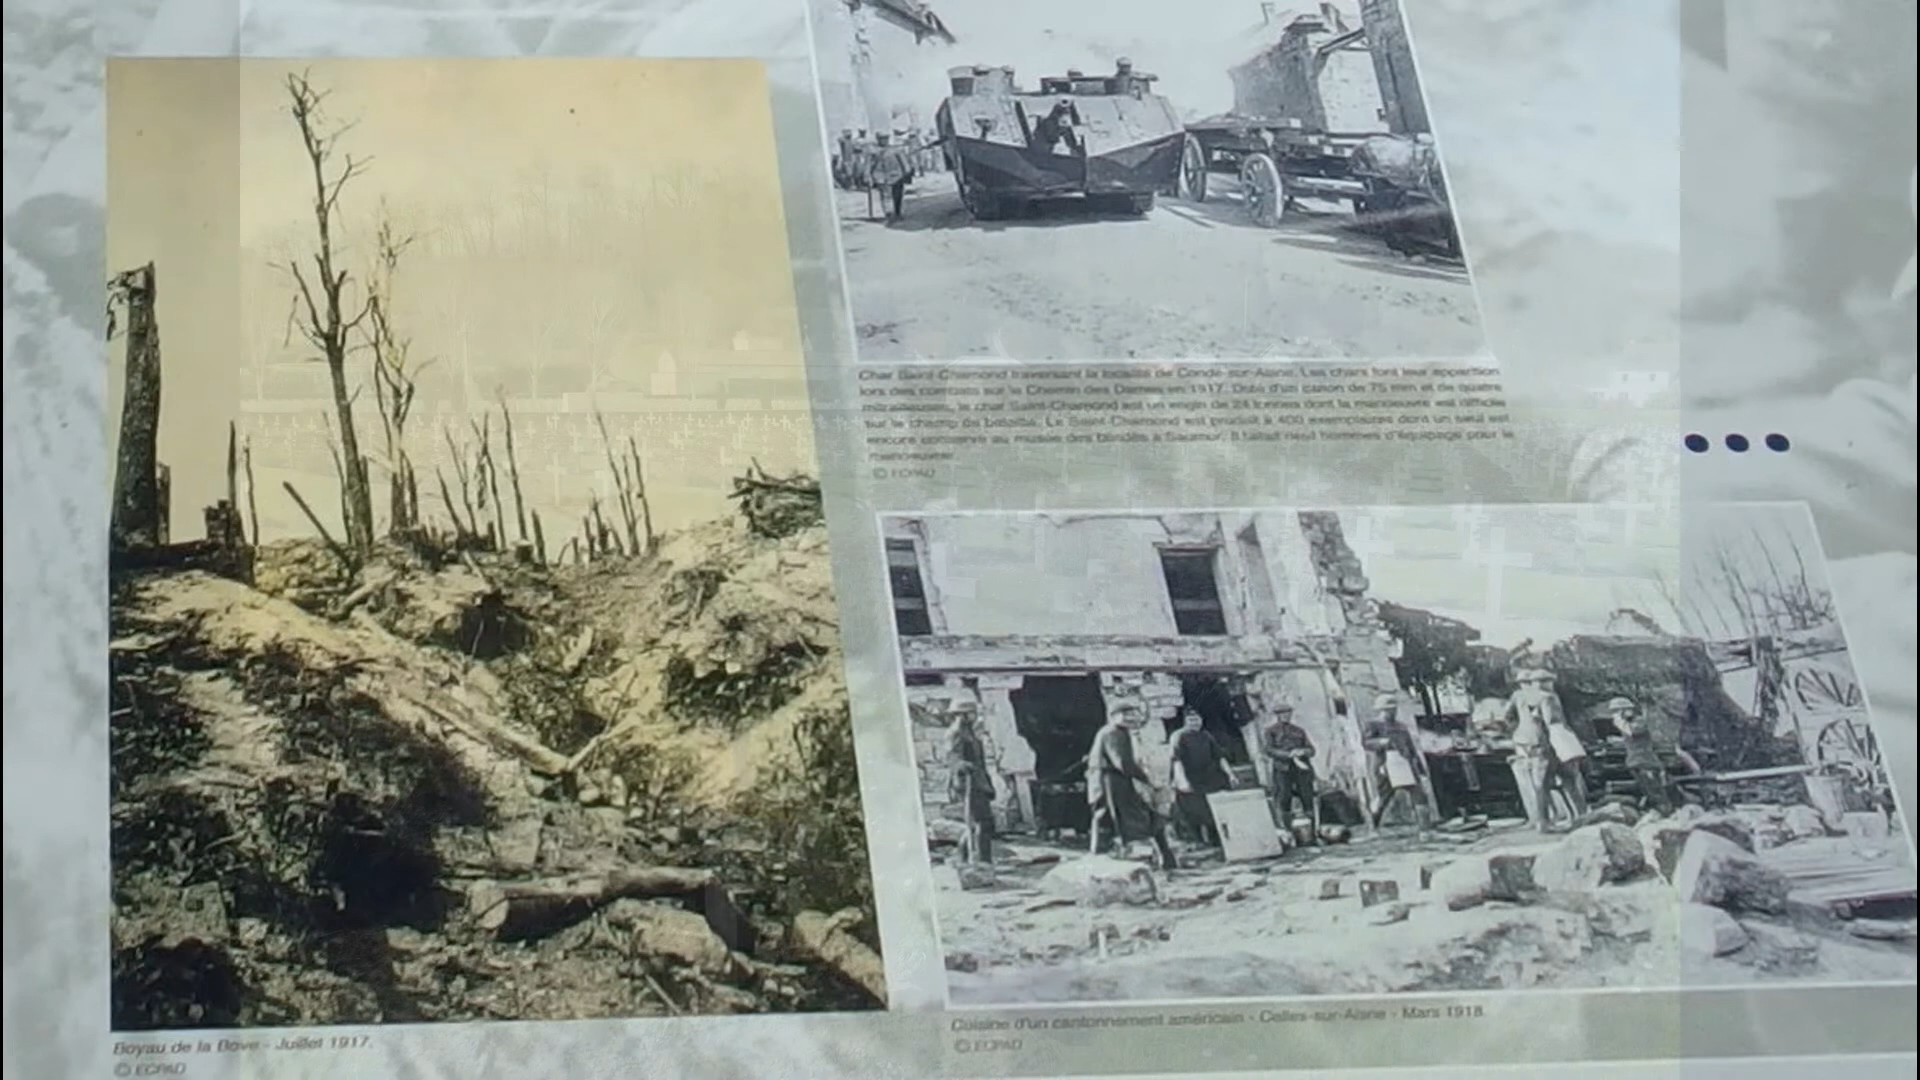 Char Saint-Chamond traversant la localité de Condé-sur-Aisne. Les chars font leur apparition
lors des combats sur le Chemin des Dames en 1917. Doté d'un canon de 75 mm et de quatre
mitrailleuses, le char Saint-Chamond est un engin de 24 tonnes dont la manoeuvre est difficile
sur le champ de bataille. Le Saint-Chamond est produit à 400 exemplaires dont un seul est
encore conservé au musée des blindés à Saumur. Il fallait neuf hommes d'équipage pour le
manoeuvrer.
© ECPAD
Boyau de la Bove - Juillet 1917.
© ECPAD
Cuisine d'un cantonnement américain - Celles-sur-Aisne - Mars 1918.
© ECPAD